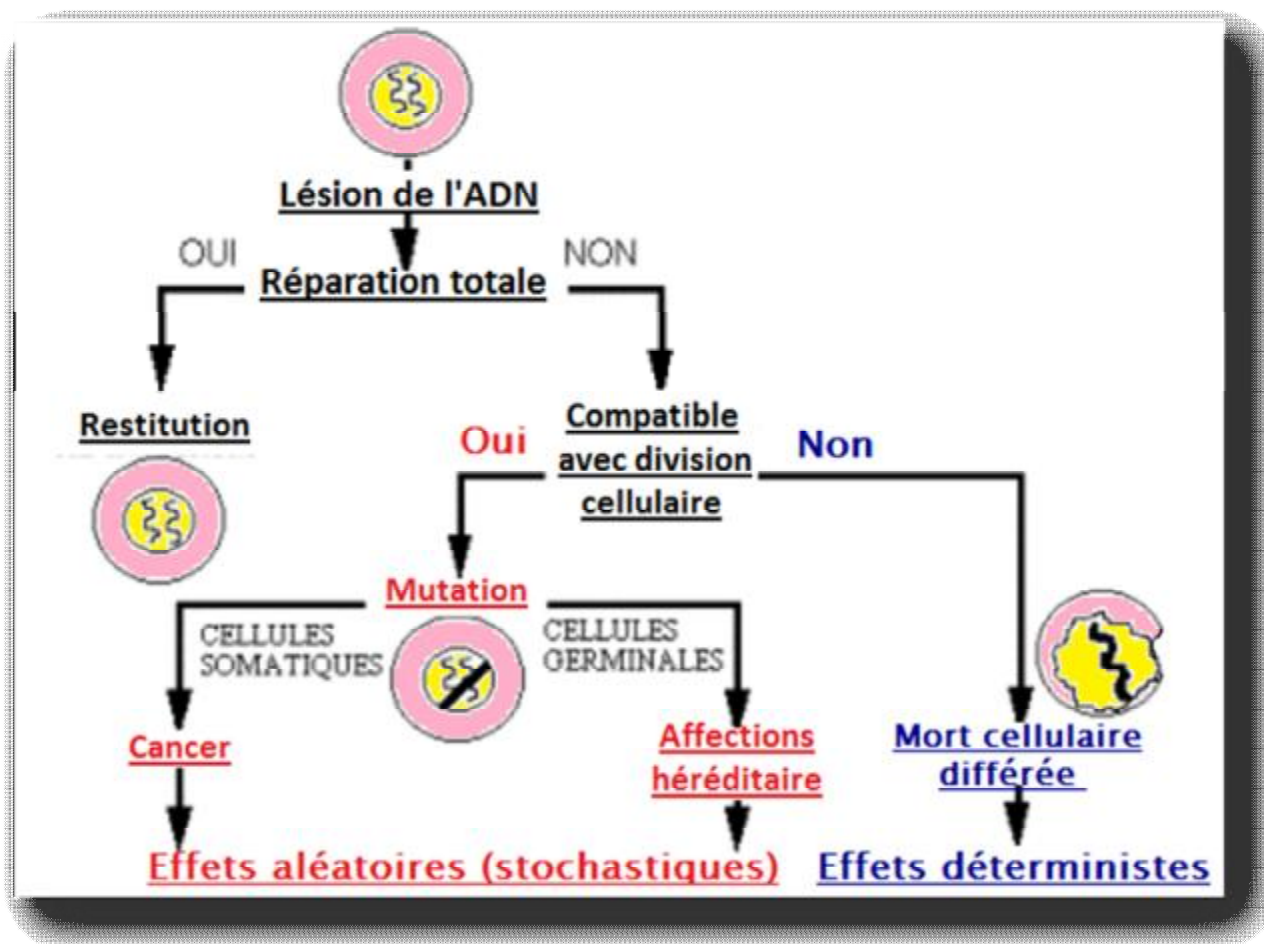 Lésion de l'ADN
OUI
NON
Réparation totale
Restitution
Compatible
avec division
cellulaire
Oui
Non
Mutation
CELLULES
SOMATIQUES
CELLULES
GERMINALES
Cancer
Affections
héréditaire
Mort cellulaire
différée
Effets aléatoires (stochastiques)
Effets déterministes